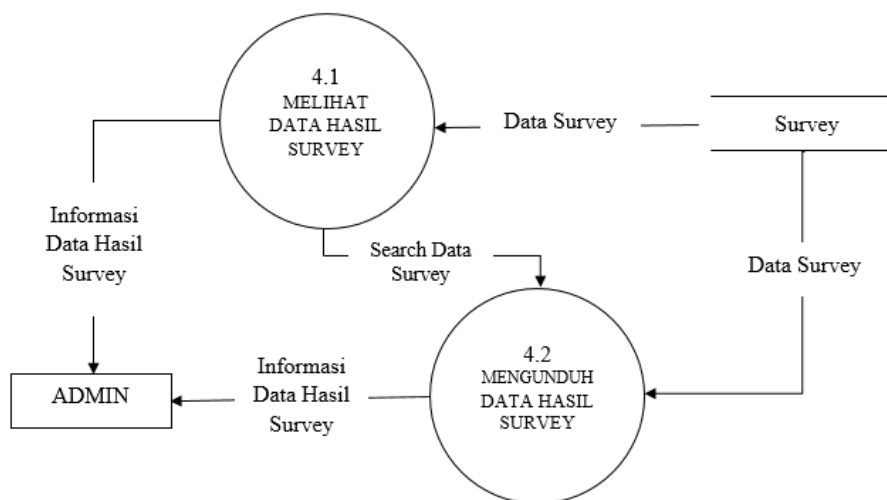 4.1
MELIHAT
DATA HASIL
SURVEY
Data Survey
Survey
Informasi
Data Hasil
Survey
Search Data
Survey
Data Survey
ADMIN
Informasi
Data Hasil
Survey
4.2
MENGUNDUH
DATA HASIL
SURVEY